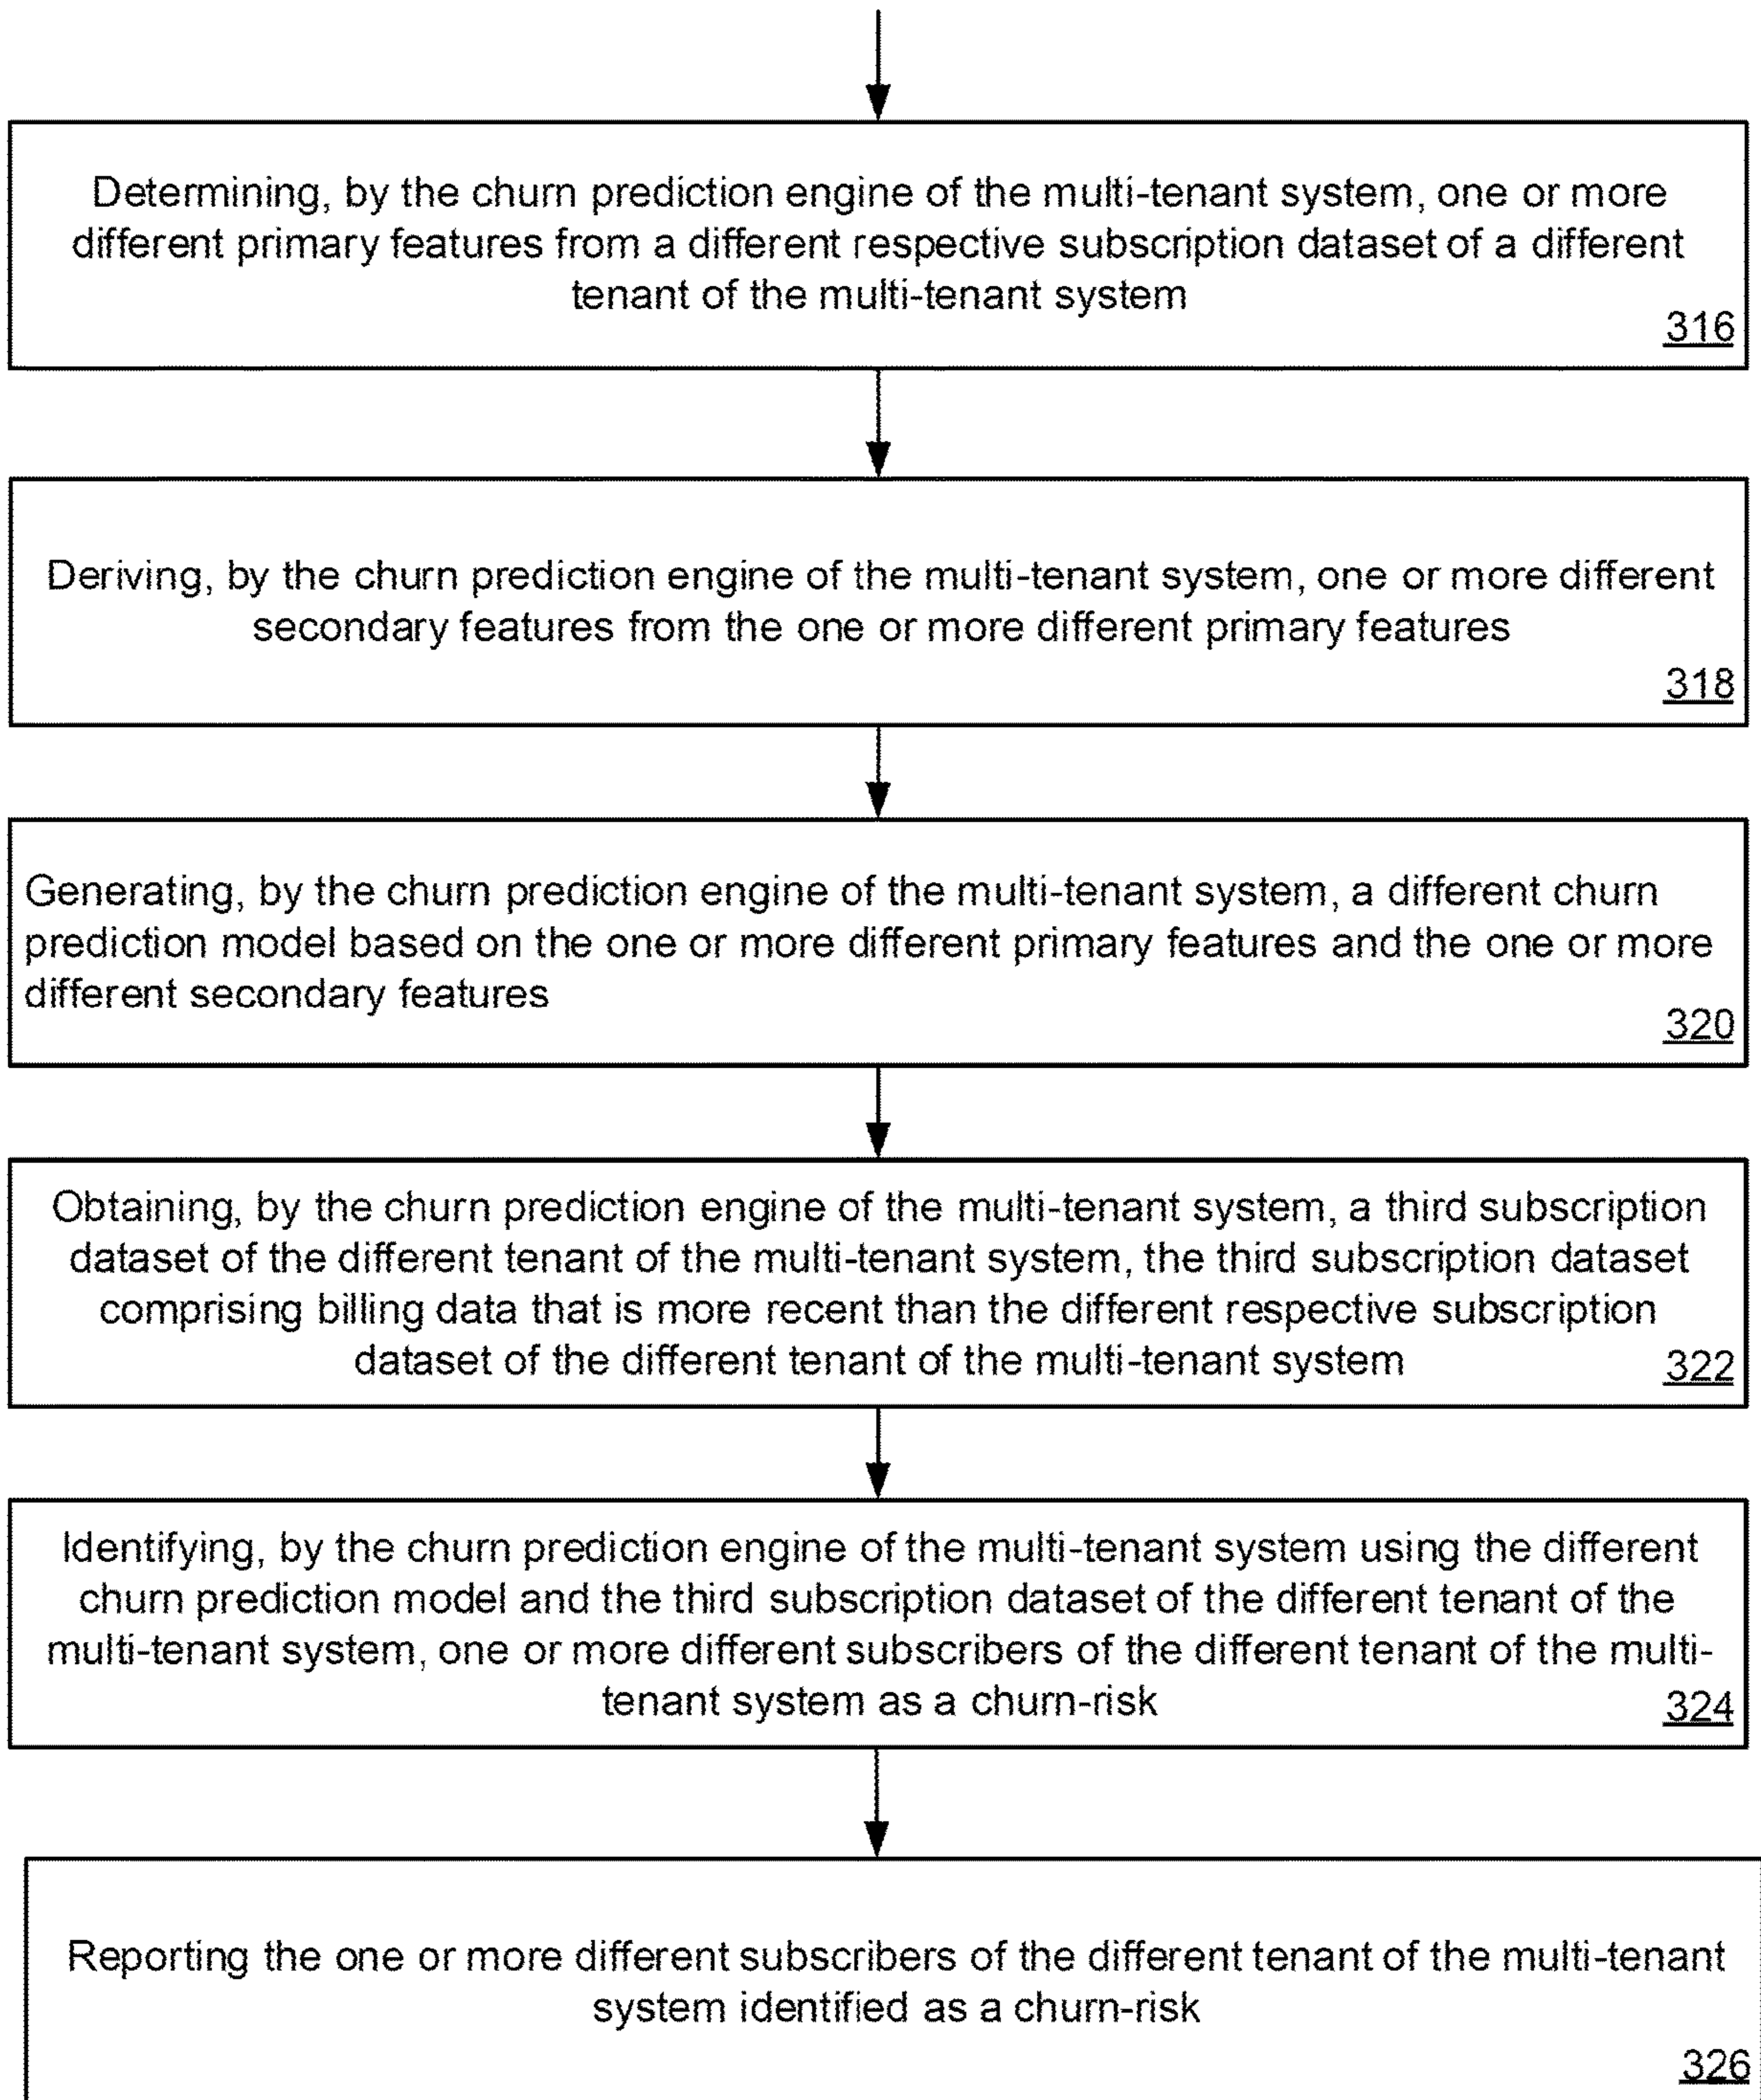 Determining, by the churn prediction engine of the multi-tenant system, one or more
different primary features from a different respective subscription dataset of a different
tenant of the multi-tenant system
316
Deriving, by the churn prediction engine of the multi-tenant system, one or more different
secondary features from the one or more different primary features
318
Generating, by the churn prediction engine of the multi-tenant system, a different churn
prediction model based on the one or more different primary features and the one or more
different secondary features
320
Obtaining, by the churn prediction engine of the multi-tenant system, a third subscription
dataset of the different tenant of the multi-tenant system, the third subscription dataset
comprising billing data that is more recent than the different respective subscription
dataset of the different tenant of the multi-tenant system
322
Identifying, by the churn prediction engine of the multi-tenant system using the different
churn prediction model and the third subscription dataset of the different tenant of the
multi-tenant system, one or more different subscribers of the different tenant of the multi-
tenant system as a churn-risk
324
Reporting the one or more different subscribers of the different tenant of the multi-tenant
system identified as a churn-risk
326